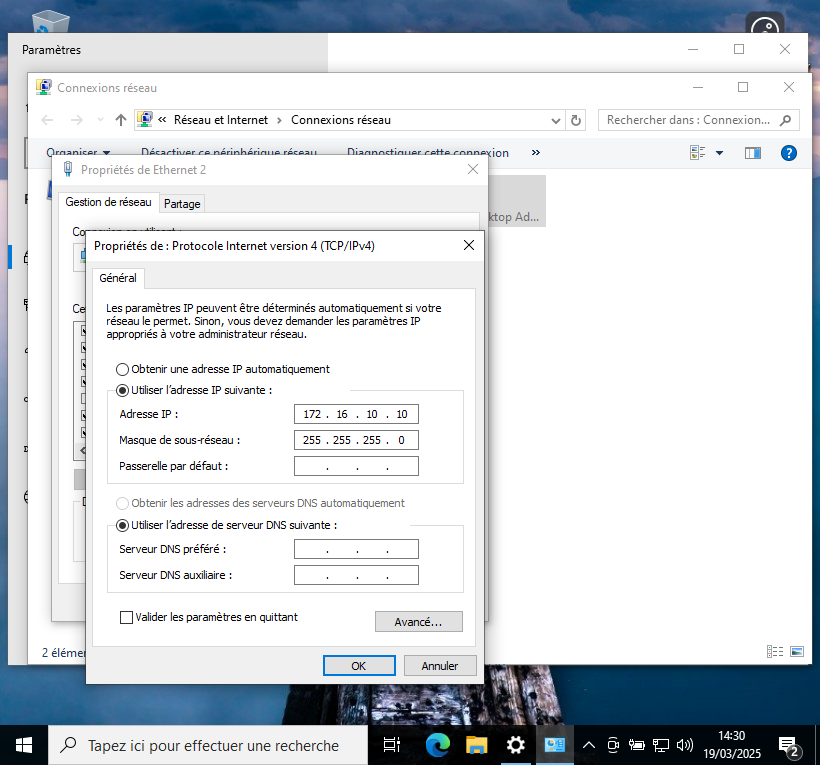 Paramètres
Connexions réseau
« Réseau et Internet › Connexions réseau
Rechercher dans : Connexion...
Organiser
Désactiver ce périphérique réseau
Diagnostiquer cette connexion
»
Propriétés de Ethernet 2
Gestion de réseau
Partage
ktop Ad...
Propriétés de : Protocole Internet version 4 (TCP/IPv4)
Général
Les paramètres IP peuvent être déterminés automatiquement si votre
réseau le permet. Sinon, vous devez demander les paramètres IP
appropriés à votre administrateur réseau.
Obtenir une adresse IP automatiquement
Utiliser l'adresse IP suivante :
Adresse IP :
172 . 16 . 10 . 10
Masque de sous-réseau :
255 . 255 . 255 . 0
Passerelle par défaut :
. . .
Obtenir les adresses des serveurs DNS automatiquement
Utiliser l'adresse de serveur DNS suivante :
Serveur DNS préféré :
. . .
Serveur DNS auxiliaire :
. . .
Valider les paramètres en quittant
Avancé...
OK
Annuler
2 élémen
Tapez ici pour effectuer une recherche
14:30
19/03/2025
2